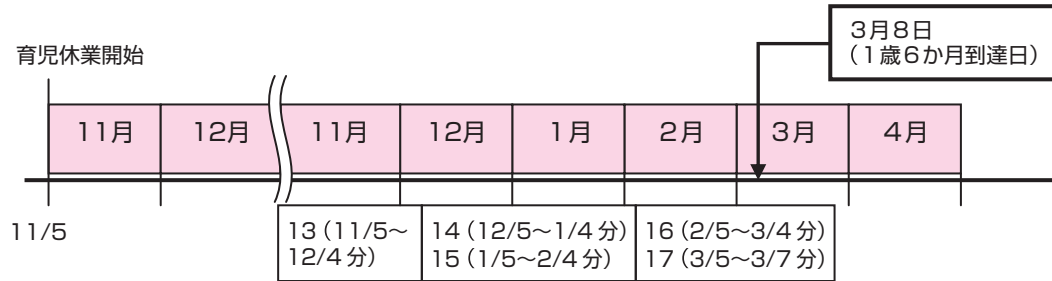 3月8日
（1歳6か月到達日）
育児休業開始
11月
12月
11月
12月
1月
2月
3月
4月
11/5
13（11/5～
12/4分）
14（12/5～1/4分）
15（1/5～2/4分）
16（2/5～3/4分）
17（3/5～3/7分）